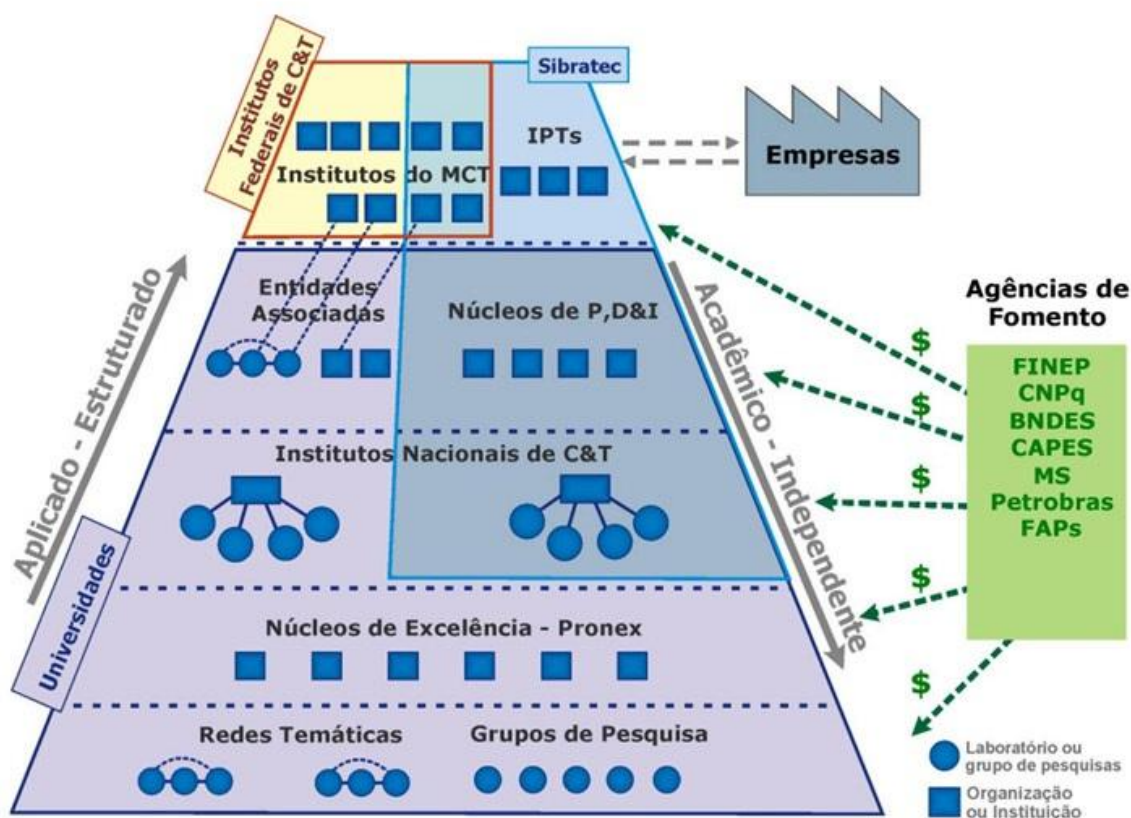 Institutos
Federais de C&T
Sibratec
IPTs
Institutos do MCT
Empresas
Aplicado - Estruturado
Entidades
Associadas
Núcleos de P,D&I
Acadêmico - Independente
Agências de
Fomento
$
$
$
$
$
FINEP
CNPq
BNDES
CAPES
MS
Petrobras
FAPs
Institutos Nacionais de C&T
Universidades
Núcleos de Excelência - Pronex
Redes Temáticas
Grupos de Pesquisa
Laboratório ou
grupo de pesquisas
Organização
ou Instituição